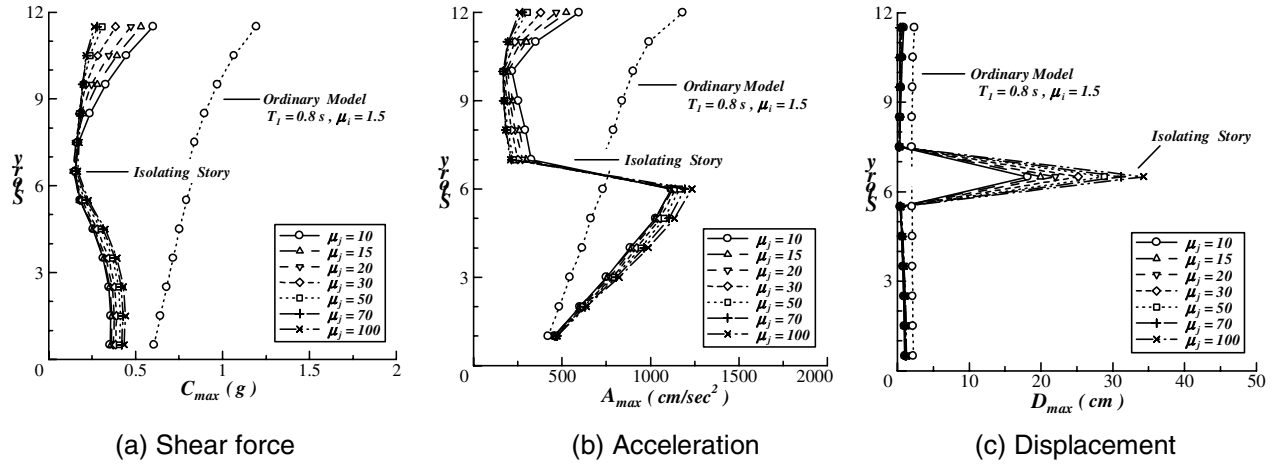 12
9
6
3
0
Story
Ordinary Model
T1 = 0.8 s , μi = 1.5
Isolating Story
μj = 10
μj = 15
μj = 20
μj = 30
μj = 50
μj = 70
μj = 100
0.5
1
1.5
2
Cmax ( g )
(a) Shear force
12
9
6
3
0
Story
Ordinary Model
T1 = 0.8 s , μi = 1.5
Isolating Story
μj = 10
μj = 15
μj = 20
μj = 30
μj = 50
μj = 70
μj = 100
500
1000
1500
2000
Amax ( cm/sec²)
(b) Acceleration
12
9
6
3
0
Story
Ordinary Model
T1 = 0.8 s , μi = 1.5
Isolating Story
μj = 10
μj = 15
μj = 20
μj = 30
μj = 50
μj = 70
μj = 100
10
20
30
40
50
Dmax ( cm )
(c) Displacement